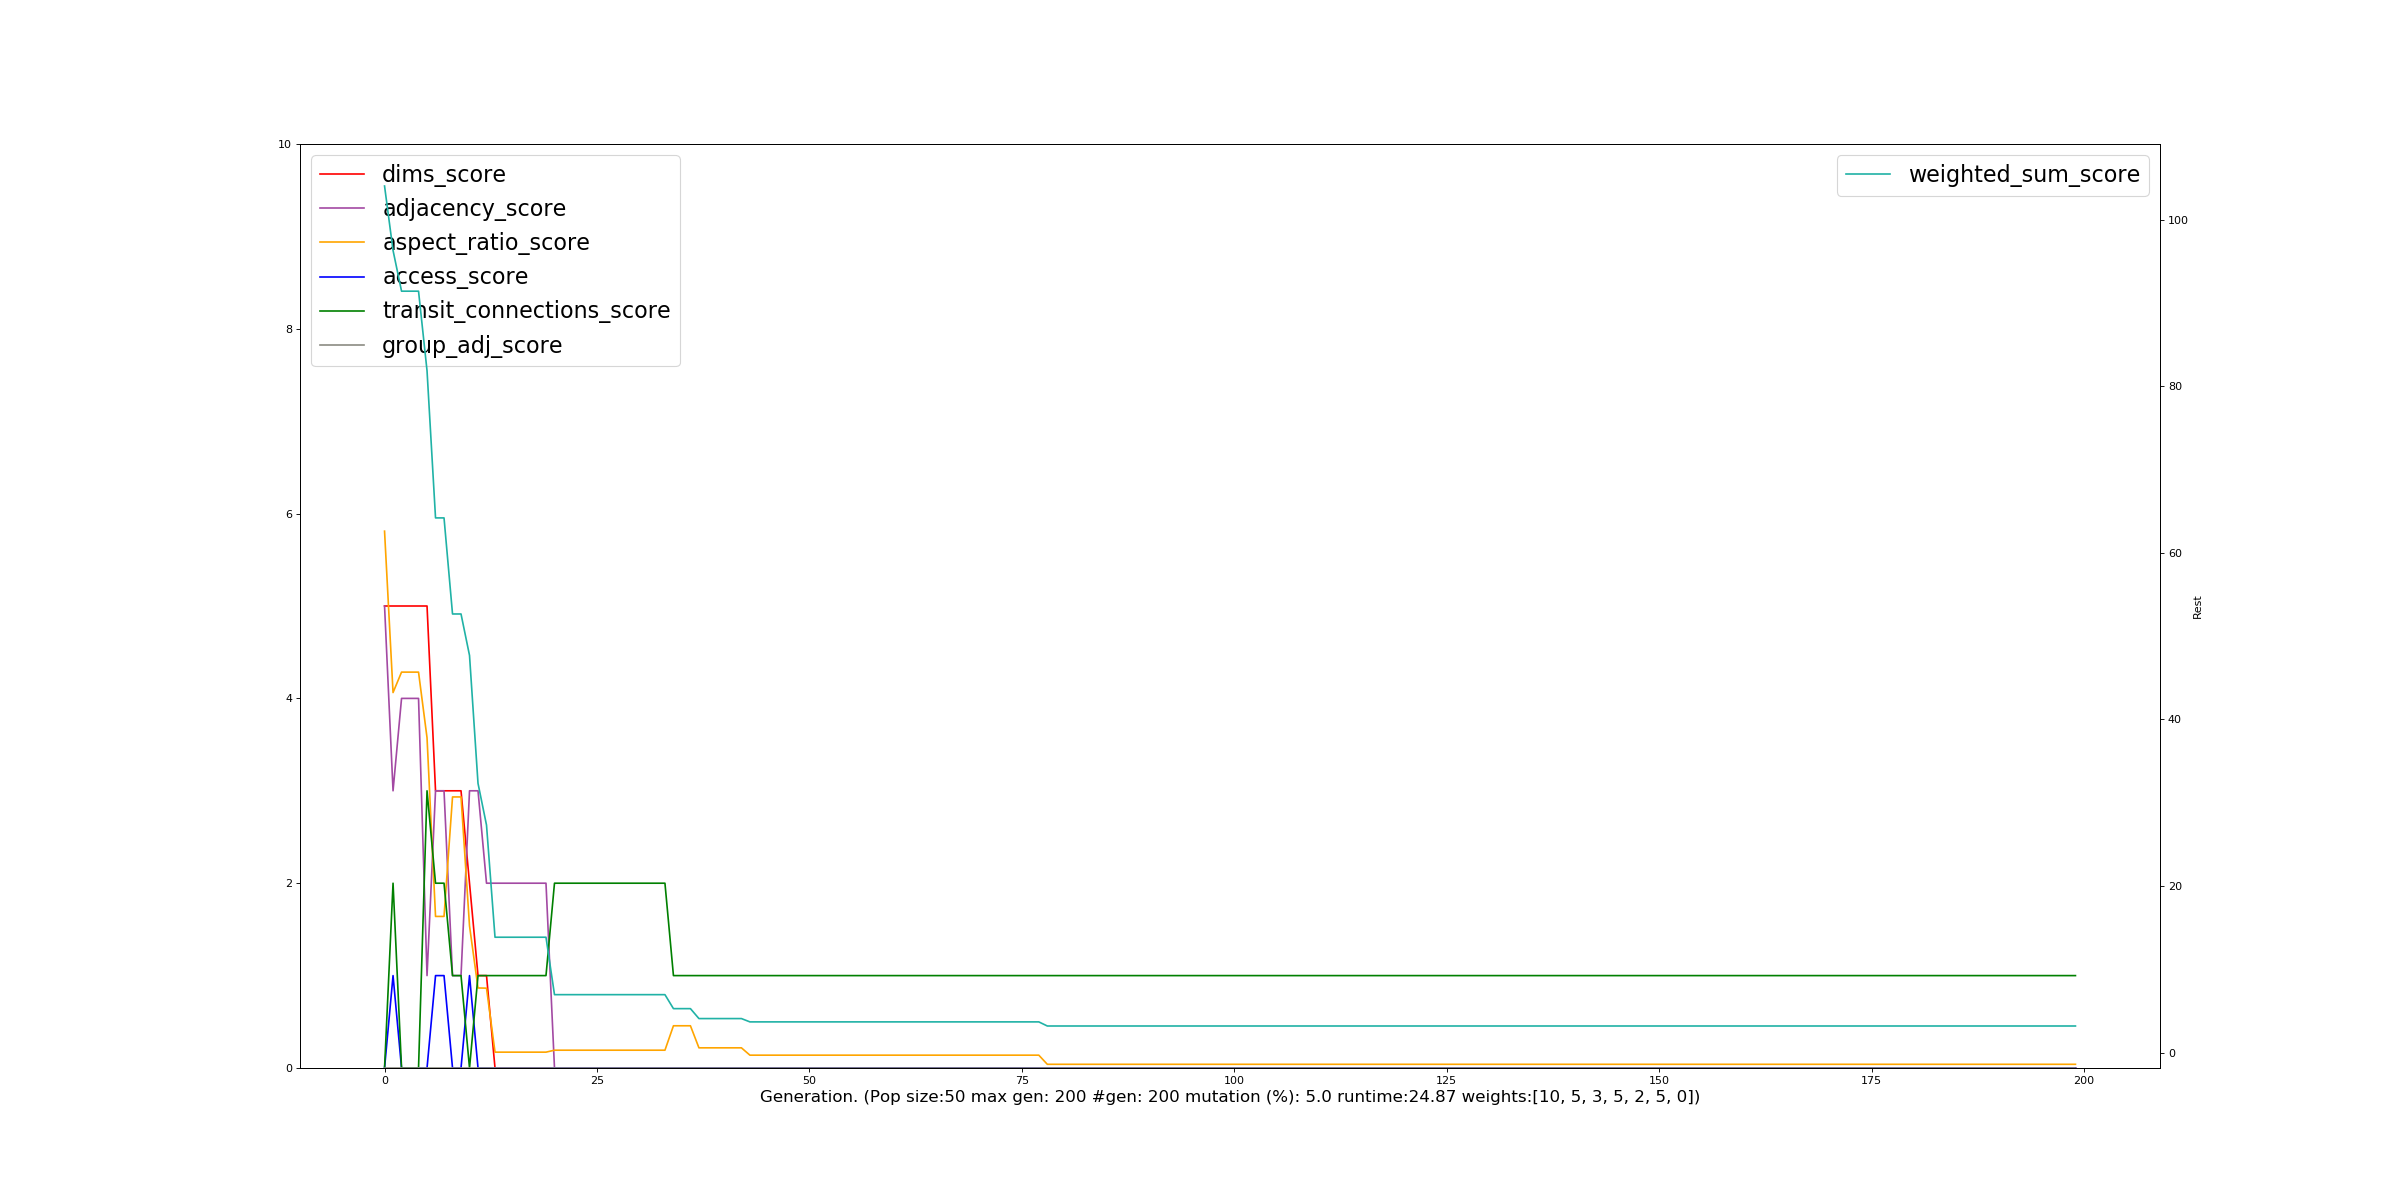 10
8
6
4
2
0
dims_score
adjacency_score
aspect_ratio_score
access_score
transit_connections_score
group_adj_score
weighted_sum_score
100
80
60
40
20
0
Rest
0 25 50 75 100 125 150 175 200
Generation. (Pop size:50 max gen: 200 #gen: 200 mutation (%): 5.0 runtime:24.87 weights:[10, 5, 3, 5, 2, 5, 0])